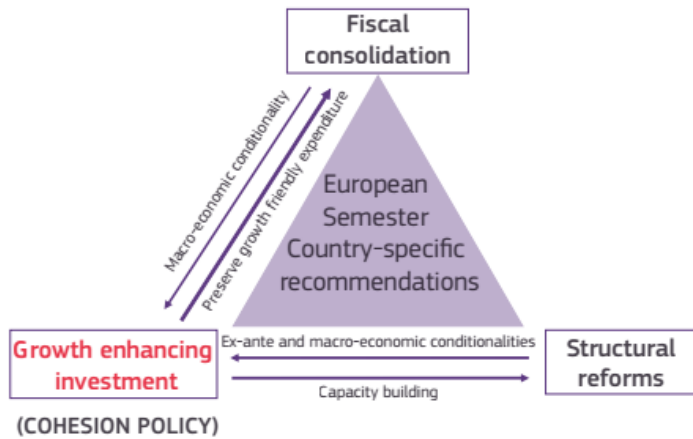 Fiscal
consolidation
Macro-economic conditionality
Preserve growth friendly expenditure
European
Semester
Country-specific
recommendations
Growth enhancing
investment
(COHESION POLICY)
Ex-ante and macro-economic conditionalities
Capacity building
Structural
reforms